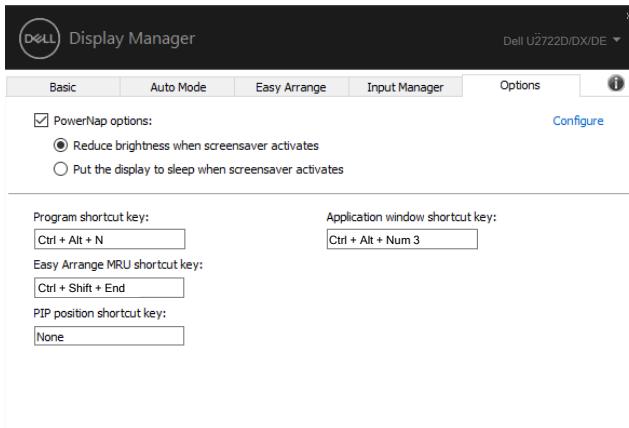 DELL Display Manager
Dell U2722D/DX/DE
Basic Auto Mode Easy Arrange Input Manager Options
PowerNap options: Configure
Reduce brightness when screensaver activates
Put the display to sleep when screensaver activates
Program shortcut key: Application window shortcut key:
Ctrl + Alt + N Ctrl + Alt + Num 3
Easy Arrange MRU shortcut key:
Ctrl + Shift + End
PIP position shortcut key:
None